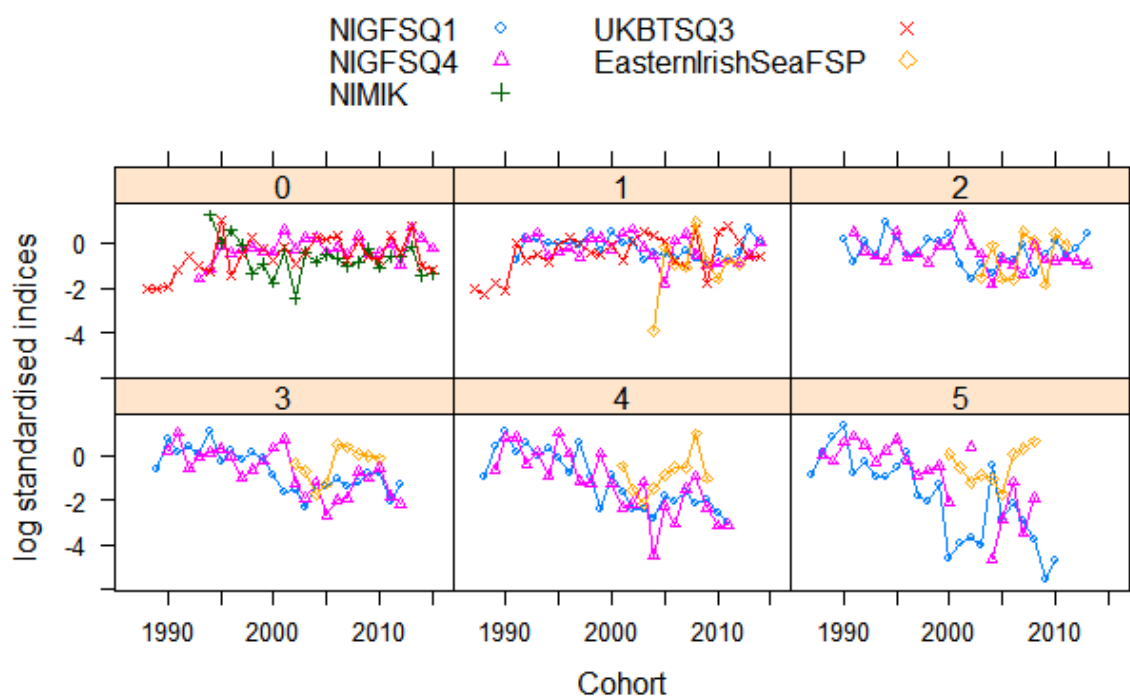 NIGFSQ1 UKBTSQ3
NIGFSQ4 EasternIrishSeaFSP
NIMIK
0 1 2
0
-2
-4
3 4 5
0
-2
-4
log standardised indices
1990 2000 2010 1990 2000 2010 1990 2000 2010
Cohort